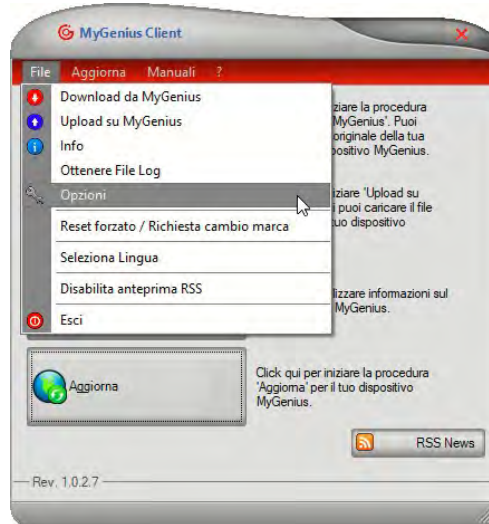 MyGenius Client
File Aggiorna Manuali ?
Download da MyGenius
Upload su MyGenius
Info
Ottenere File Log
Opzioni
Reset forzato / Richiesta cambio marca
Seleziona Lingua
Disabilita anteprima RSS
Esci
ziare la procedura
MyGenius'. Puoi
originale della tua
positivo MyGenius.
ziare 'Upload su
i puoi caricare il file
tuo dispositivo
lizzare informazioni sul
MyGenius.
Aggiorna
Click qui per iniziare la procedura
'Aggiorna' per il tuo dispositivo
MyGenius.
RSS News
Rev. 1.0.2.7